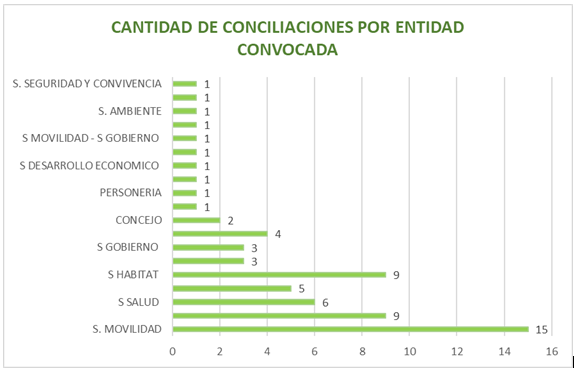 CANTIDAD DE CONCILIACIONES POR ENTIDAD
CONVOCADA
S. SEGURIDAD Y CONVIVENCIA 1
1
S. AMBIENTE 1
1
S MOVILIDAD - S GOBIERNO 1
1
S DESARROLLO ECONOMICO 1
1
PERSONERIA 1
1
CONCEJO 2
4
S GOBIERNO 3
3
S HABITAT 9
5
S SALUD 6
9
S. MOVILIDAD 15
0 2 4 6 8 10 12 14 16